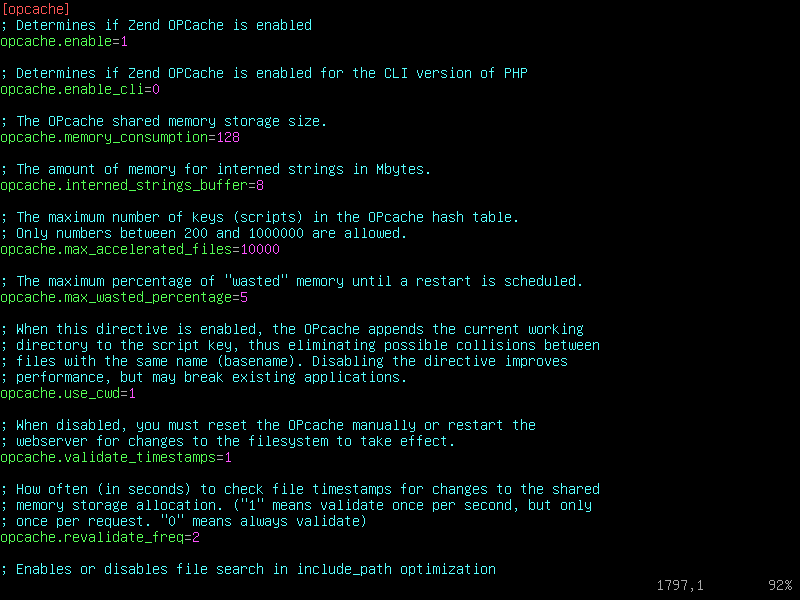 [opcache]
; Determines if Zend OPCache is enabled
opcache.enable=1
; Determines if Zend OPCache is enabled for the CLI version of PHP
opcache.enable_cli=0
; The OPcache shared memory storage size.
opcache.memory_consumption=128
; The amount of memory for interned strings in Mbytes.
opcache.interned_strings_buffer=8
; The maximum number of keys (scripts) in the OPcache hash table.
; Only numbers between 200 and 1000000 are allowed.
opcache.max_accelerated_files=10000
; The maximum percentage of "wasted" memory until a restart is scheduled.
opcache.max_wasted_percentage=5
; When this directive is enabled, the OPcache appends the current working
; directory to the script key, thus eliminating possible collisions between
; files with the same name (basename). Disabling the directive improves
; performance, but may break existing applications.
opcache.use_cwd=1
; When disabled, you must reset the OPcache manually or restart the
; webserver for changes to the filesystem to take effect.
opcache.validate_timestamps=1
; How often (in seconds) to check file timestamps for changes to the shared
; memory storage allocation. ("1" means validate once per second, but only
; once per request. "0" means always validate)
opcache.revalidate_freq=2
; Enables or disables file search in include_path optimization
1797,1 92%